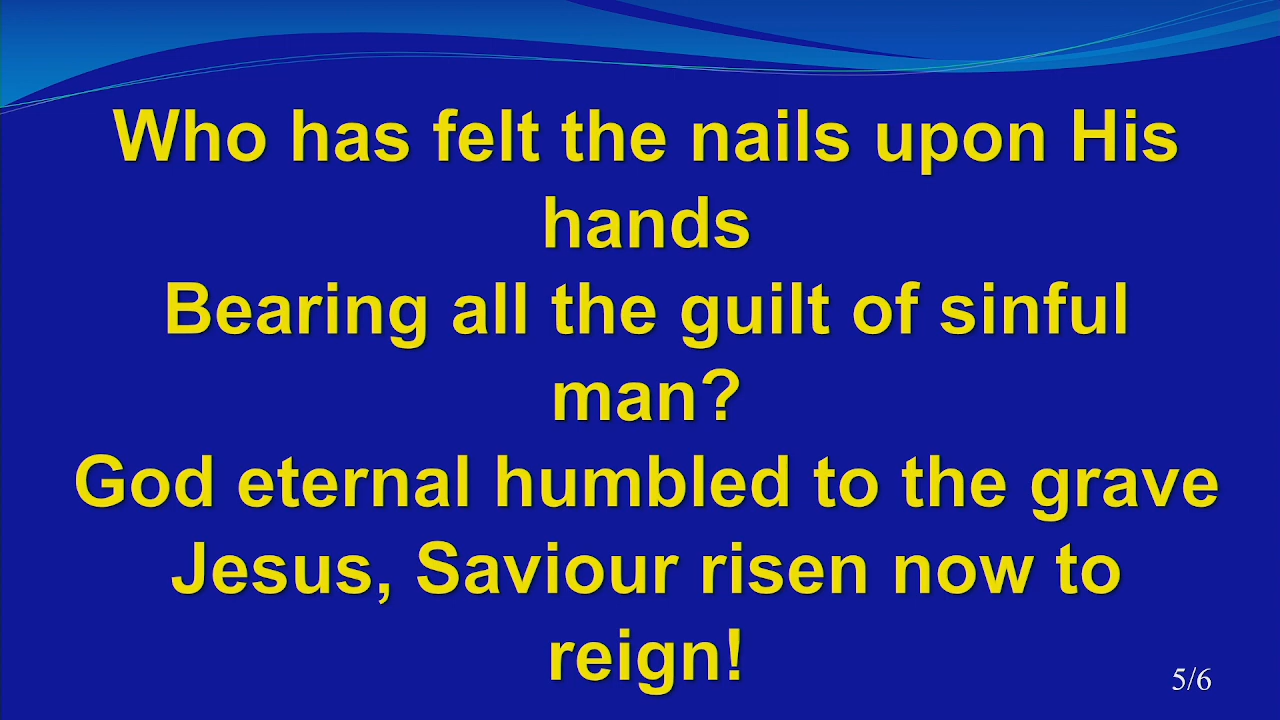 Who has felt the nails upon His
hands
Bearing all the guilt of sinful
man?
God eternal humbled to the grave
Jesus, Saviour risen now to
reign!
5/6